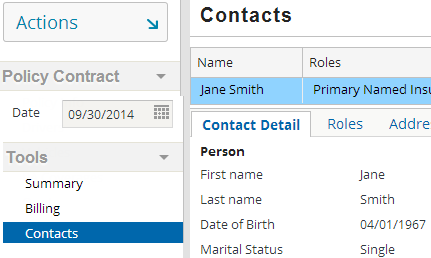 Actions
Policy Contract
Date 09/30/2014
Tools
Summary
Billing
Contacts
Contacts
Name Roles
Jane Smith Primary Named Insu
Contact Detail Roles Addre
Person
First name Jane
Last name Smith
Date of Birth 04/01/1967
Marital Status Single